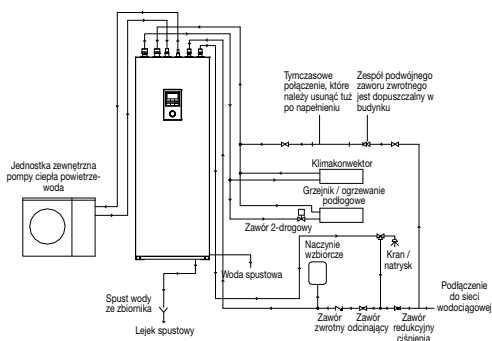 Tymczasowe
połączenie, które
należy usunąć tuż
po napełnieniu
Zespół podwójnego
zaworu zwrotnego
jest dopuszczalny w
budynku
Jednostka zewnętrzna
pompy ciepła powietrze-
woda
Klimakonwektor
Grzejnik / ogrzewanie
podłogowe
Zawór 2-drogowy
Naczynie
wzbiorcze
Kran /
natrysk
Woda spustowa
Podłączenie
do sieci
wodociągowej
Spust wody
ze zbiornika
Lejek spustowy
Zawór
zwrotny
Zawór
odcinający
Zawór
redukcyjny
ciśnienia